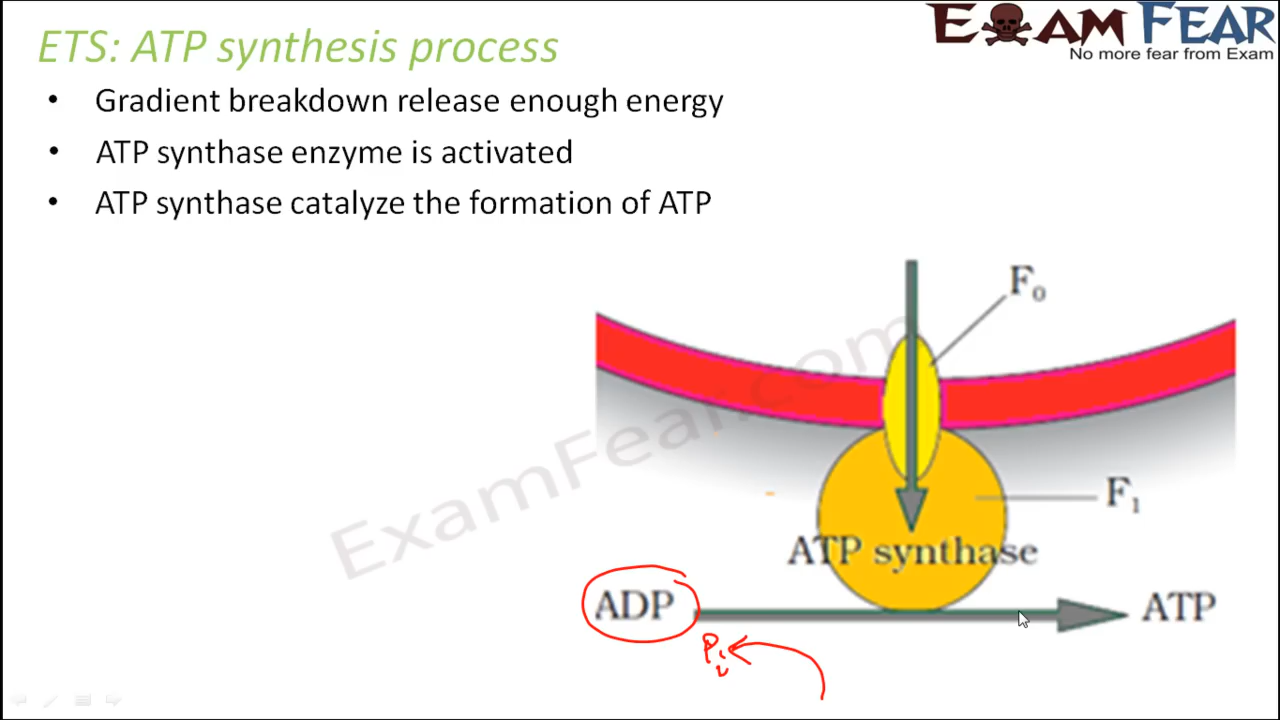 ETS: ATP synthesis process
EXAM FEAR
No more fear from Exam
• Gradient breakdown release enough energy
• ATP synthase enzyme is activated
• ATP synthase catalyze the formation of ATP
F₀
ExamFear.com
F₁
ATP synthase
ADP
ATP
Pi